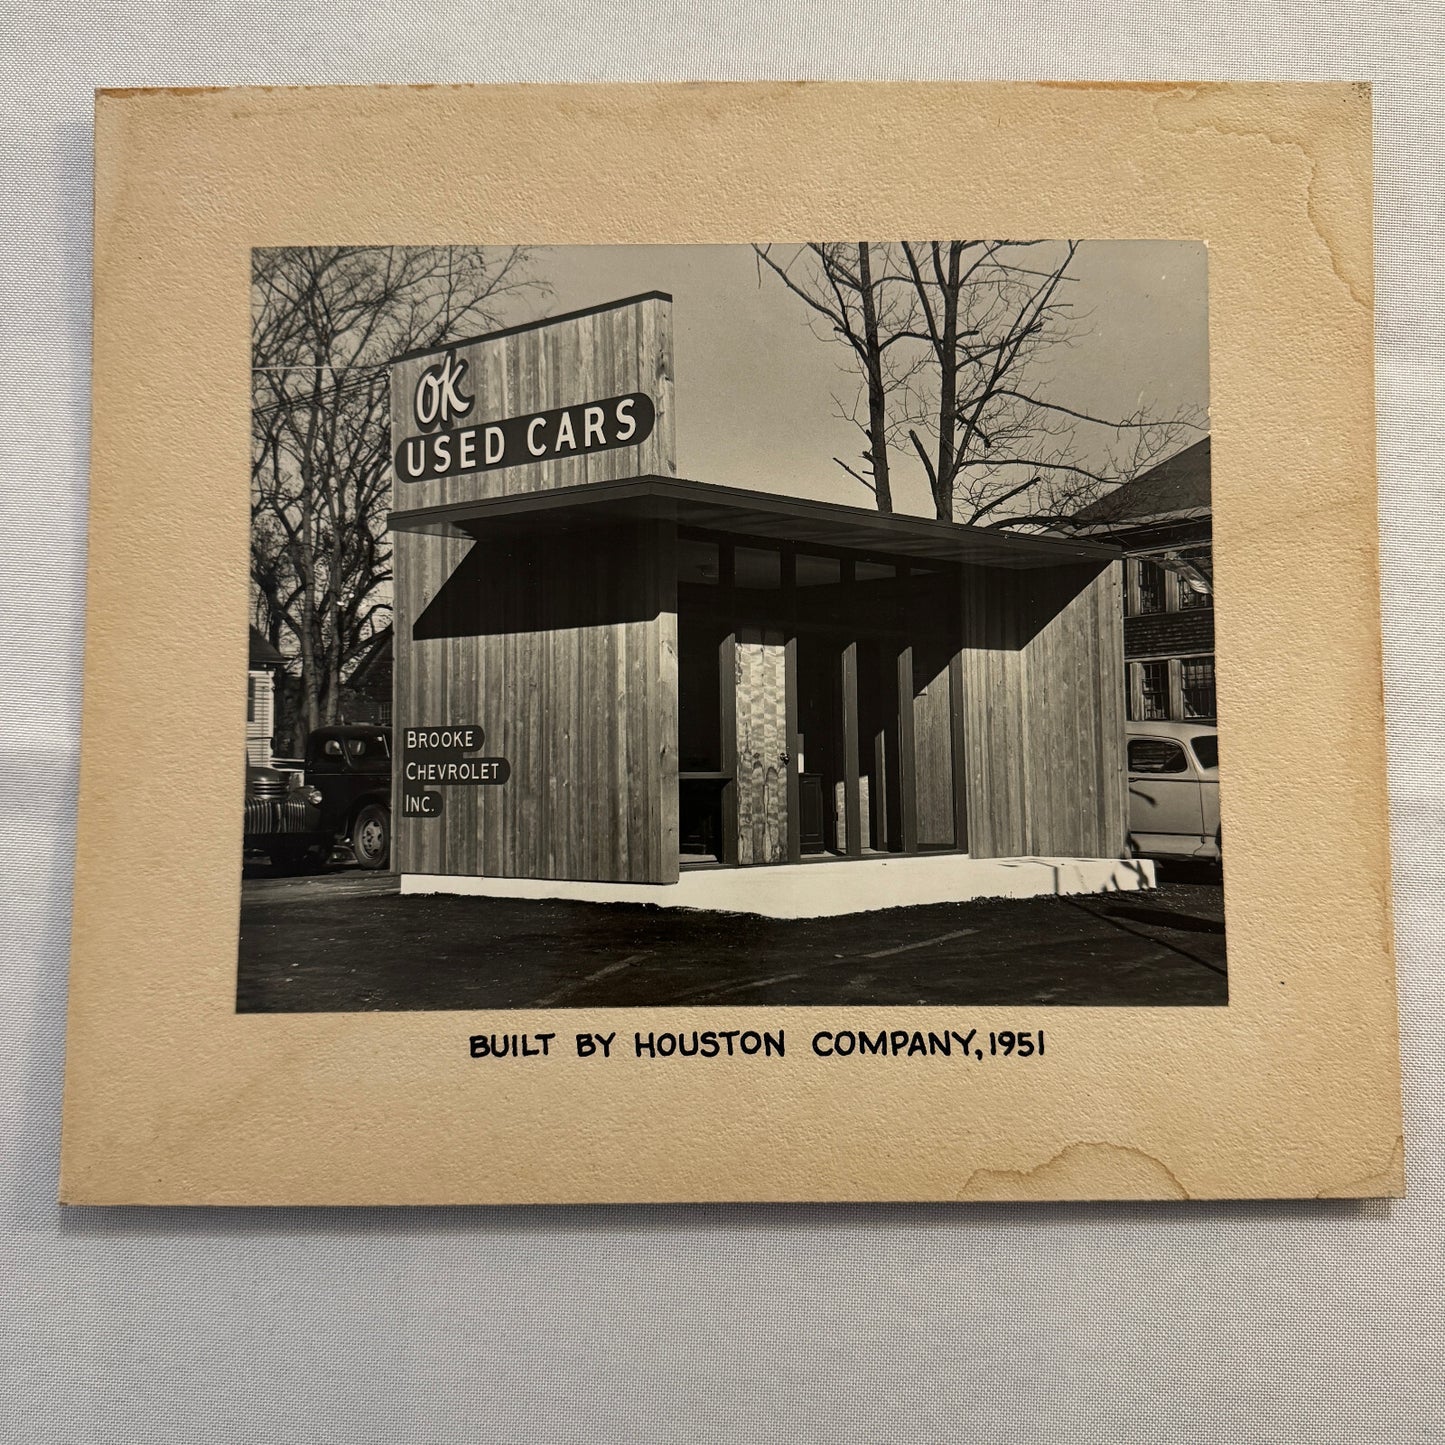 OK
USED CARS
BROOKE
CHEVROLET
INC.
BUILT BY HOUSTON COMPANY, 1951